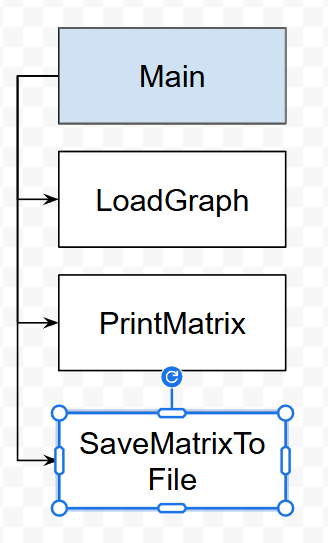 Main
LoadGraph
PrintMatrix
SaveMatrixTo
File